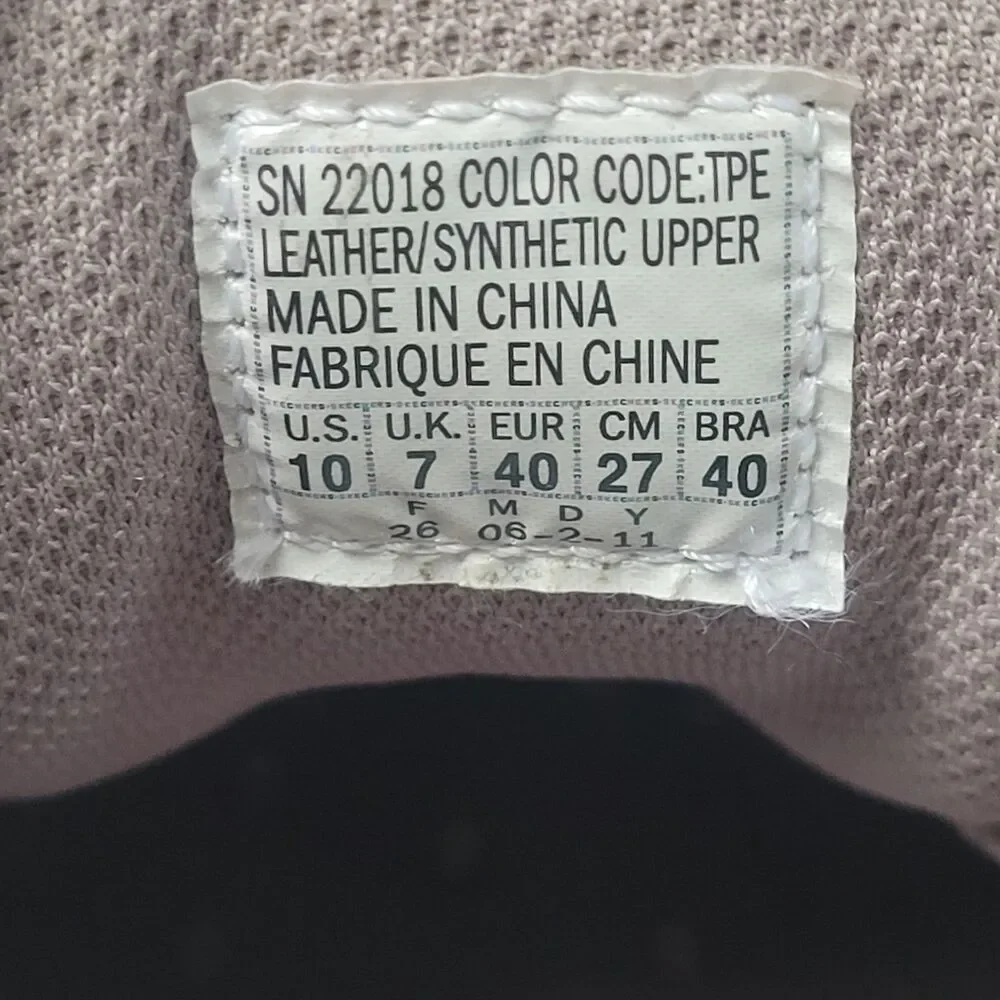 SN 22018 COLOR CODE:TPE
LEATHER/SYNTHETIC UPPER
MADE IN CHINA
FABRIQUE EN CHINE
U.S. U.K. EUR CM BRA
10 7 40 27 40
F M D Y
26 06-2-11